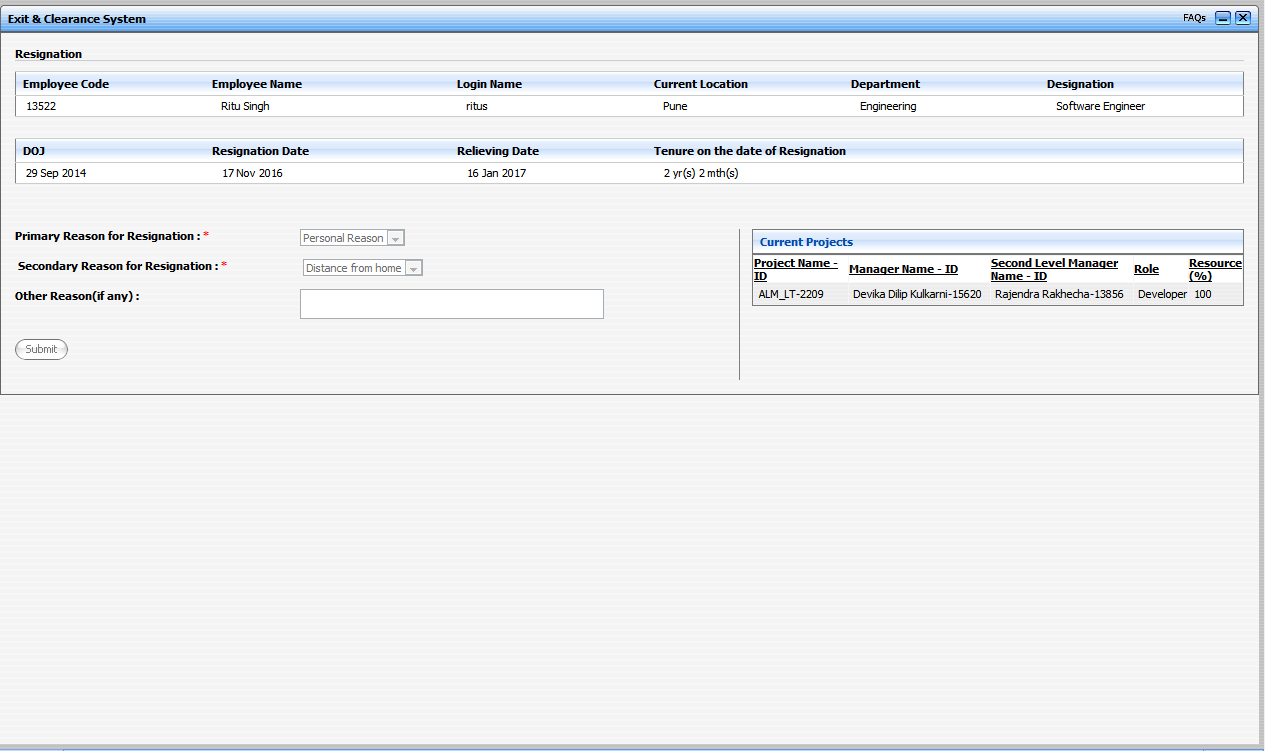 Exit & Clearance System FAQs
Resignation
Employee Code Employee Name Login Name Current Location Department Designation
13522 Ritu Singh ritus Pune Engineering Software Engineer
DOJ Resignation Date Relieving Date Tenure on the date of Resignation
29 Sep 2014 17 Nov 2016 16 Jan 2017 2 yr(s) 2 mth(s)
Primary Reason for Resignation : * Personal Reason
Secondary Reason for Resignation : * Distance from home
Other Reason(if any) :
Submit
Current Projects
Project Name - Second Level Manager Resource
ID Manager Name - ID Name - ID Role (%)
ALM_LT-2209 Devika Dilip Kulkarni-15620 Rajendra Rakhecha-13856 Developer 100